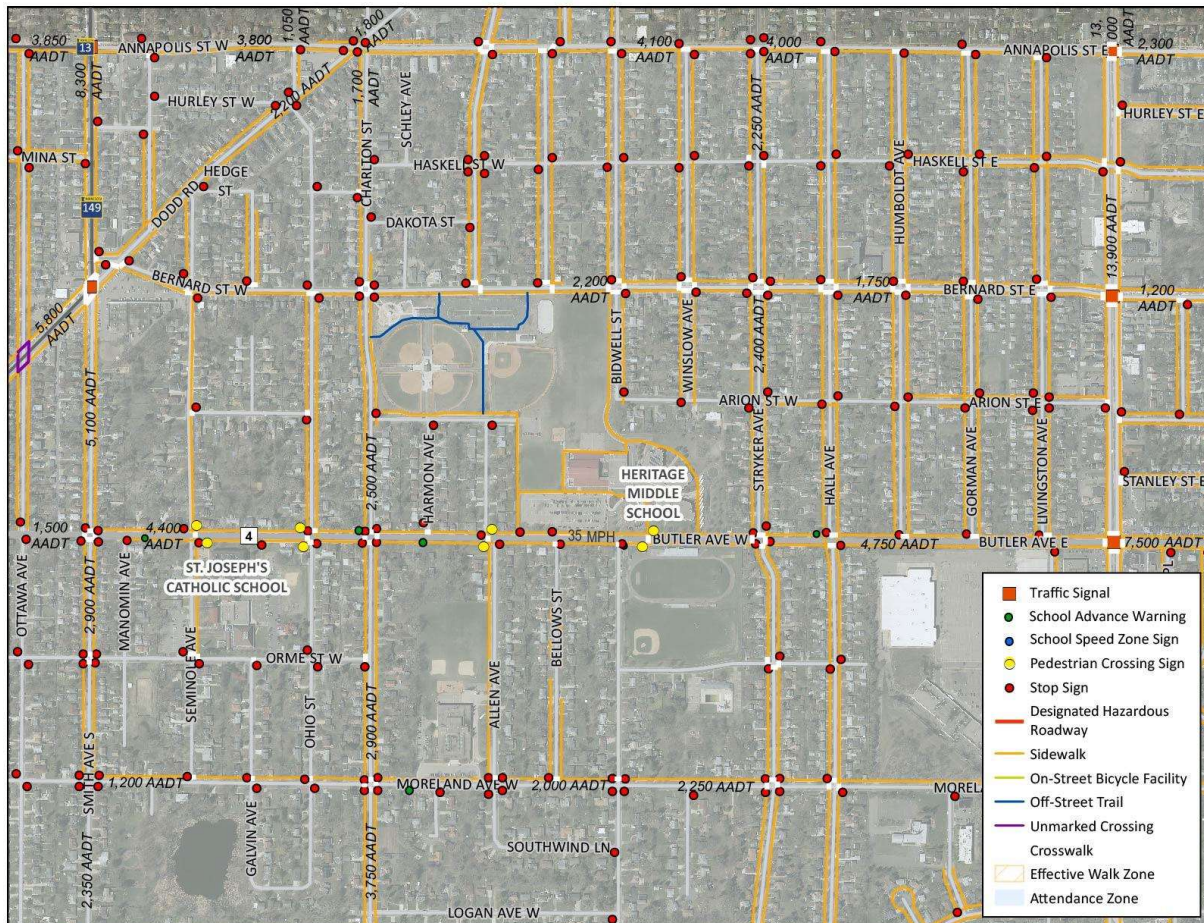 3,850
AADT
13
ANNAPOLIS ST W
3,800
AADT
1,050
AADT
1,800
AADT
4,100
AADT
4,000
AADT
ANNAPOLIS ST E
13,
000
AADT
2,300
AADT
8,300
AADT
HURLEY ST W
2200 AADT
1,700
AADT
SCHLEY AVE
2,250 AADT
HURLEY ST E
MINA ST
HEDGE
ST
DODD RD
CHARLTON ST
HASKELL ST W
HUMBOLDT AVE
HASKELL ST E
149
DAKOTA ST
13,900 AADT
BERNARD ST W
2,200
AADT
1,750
AADT
BERNARD ST E
1,200
AADT
5,800
AADT
BIDWELL ST
WINSLOW AVE
2,400 AADT
5,100 AADT
ARION ST W
ARION ST E
2,500 AADT
HARMON AVE
STRYKER AVE
HALL AVE
GORMAN AVE
LIVINGSTON AVE
STANLEY ST E
HERITAGE
MIDDLE
SCHOOL
1,500
AADT
4,400
AADT
4
35 MPH
BUTLER AVE W
4,750 AADT
BUTLER AVE E
7,500 AADT
ST. JOSEPH'S
CATHOLIC SCHOOL
OTTAWA AVE
2,900 AADT
MANOMIN AVE
SEMINOLE AVE
ORME ST W
OHIO ST
2,900 AADT
ALLEN AVE
BELLOWS ST
PL
SMITH AVE S
1,200 AADT
MORELAND AVE W
2,000 AADT
2,250 AADT
MOREL
2,350 AADT
GALVIN AVE
3,750 AADT
SOUTHWIND LN
LOGAN AVE W
Traffic Signal
School Advance Warning
School Speed Zone Sign
Pedestrian Crossing Sign
Stop Sign
Designated Hazardous
Roadway
Sidewalk
On-Street Bicycle Facility
Off-Street Trail
Unmarked Crossing
Crosswalk
Effective Walk Zone
Attendance Zone